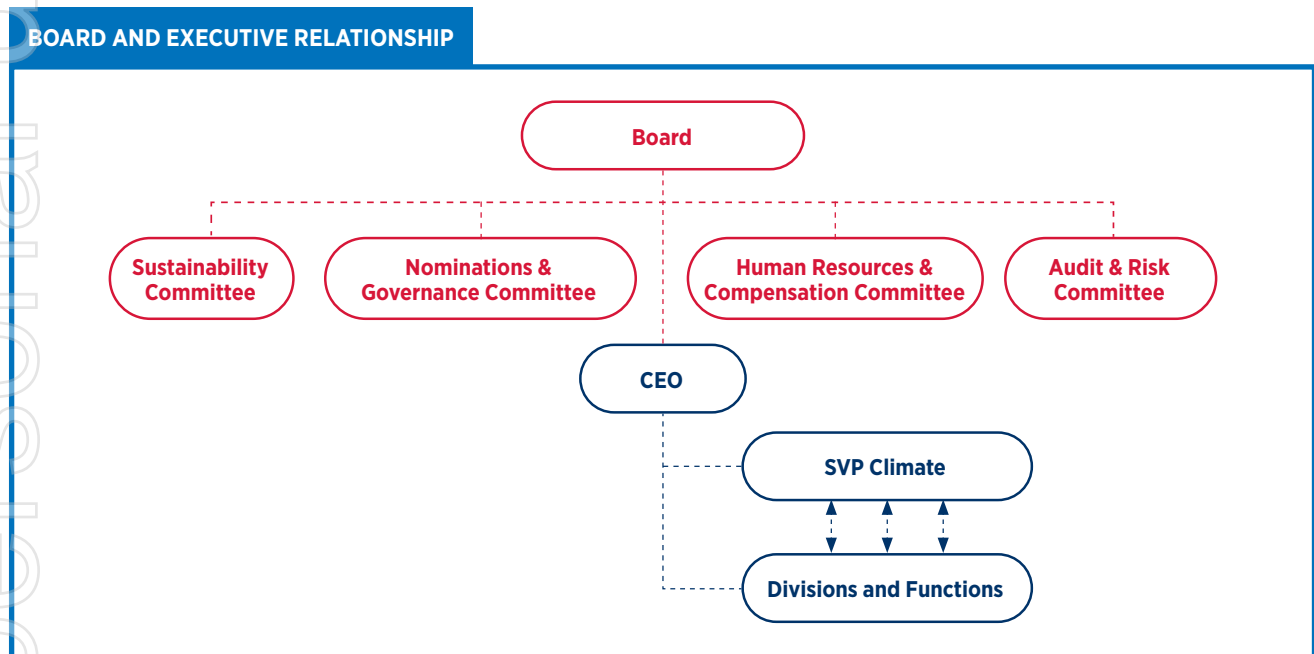 BOARD AND EXECUTIVE RELATIONSHIP
Board
Sustainability
Committee
Nominations &
Governance Committee
Human Resources &
Compensation Committee
Audit & Risk
Committee
CEO
SVP Climate
Divisions and Functions